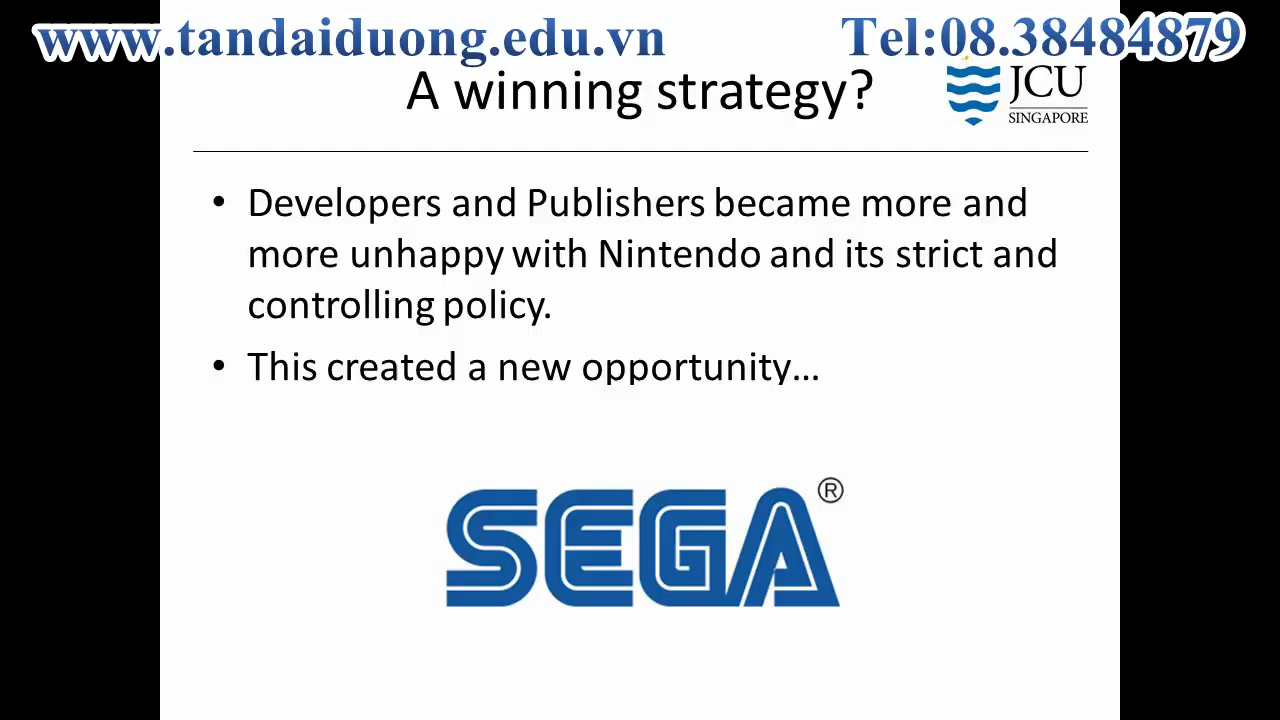 www.tandaiduong.edu.vn Tel:08.38484879
A winning strategy?
JCU
SINGAPORE
• Developers and Publishers became more and
more unhappy with Nintendo and its strict and
controlling policy.
• This created a new opportunity...
SEGA®